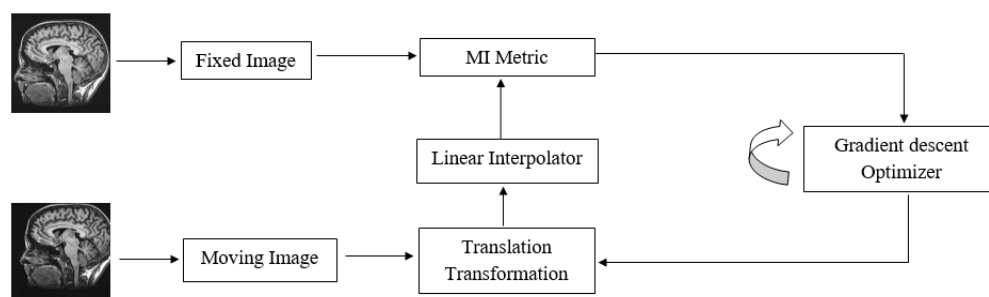 Fixed Image
MI Metric
Linear Interpolator
Gradient descent
Optimizer
Moving Image
Translation
Transformation